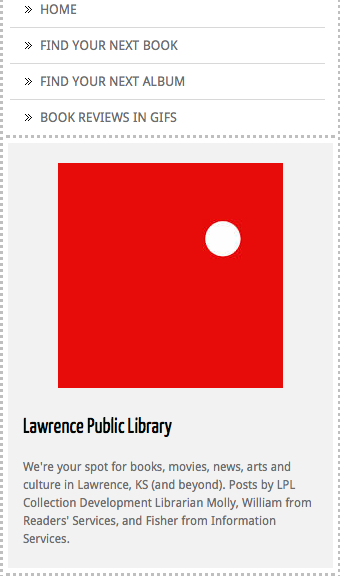 HOME
FIND YOUR NEXT BOOK
FIND YOUR NEXT ALBUM
BOOK REVIEWS IN GIFS
Lawrence Public Library
We're your spot for books, movies, news, arts and
culture in Lawrence, KS (and beyond). Posts by LPL
Collection Development Librarian Molly, William from
Readers' Services, and Fisher from Information
Services.